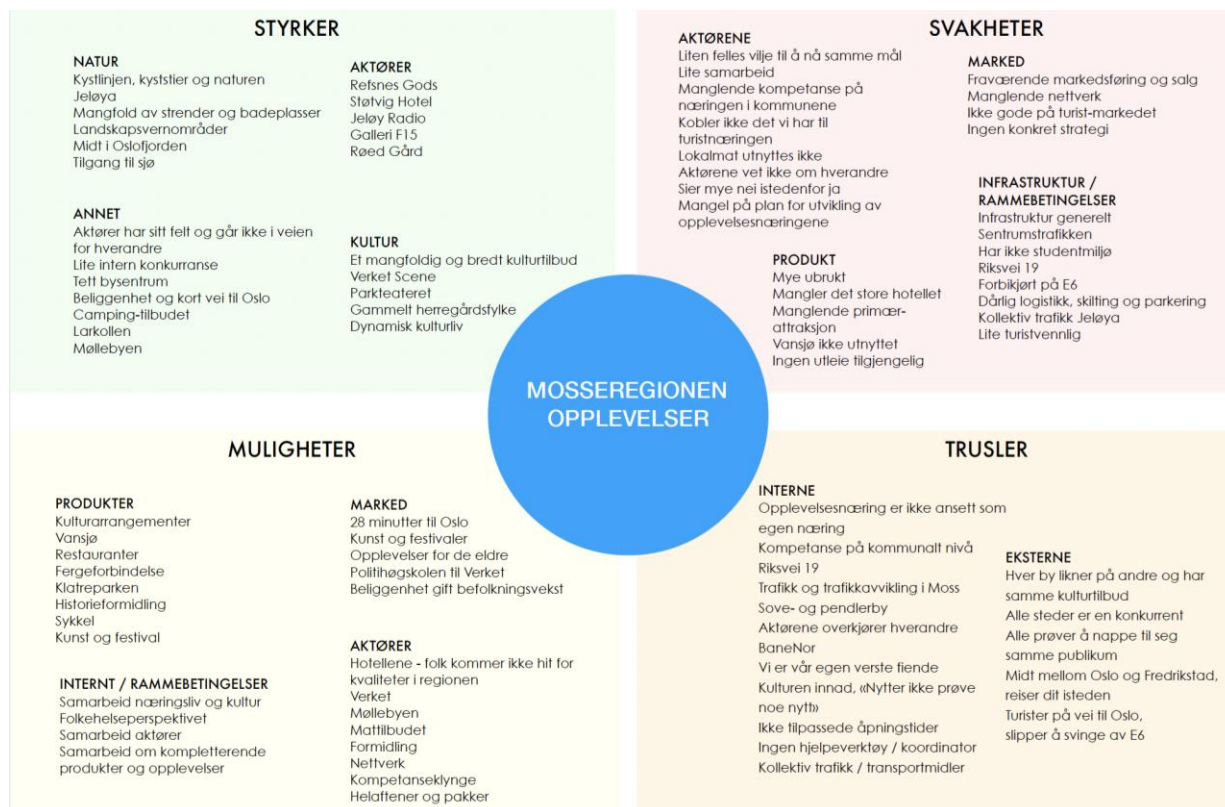 STYRKER
NATUR
Kystlinjen, kyststier og naturen
Jeløya
Mangfold av strender og badeplasser
Landskapsvernområder
Midt i Oslofjorden
Tilgang til sjø
AKTØRER
Refsnes Gods
Støtvig Hotel
Jeløy Radio
Galleri F15
Røed Gård
ANNET
Aktører har sitt felt og går ikke i veien
for hverandre
Lite intern konkurranse
Tett bysentrum
Beliggenhet og kort vei til Oslo
Camping-tilbudet
Larkollen
Møllebyen
KULTUR
Et mangfoldig og bredt kulturtilbud
Verket Scene
Parkteateret
Gammelt herregårdsfylke
Dynamisk kulturliv
SVAKHETER
AKTØRENE
Liten felles vilje til å nå samme mål
Lite samarbeid
Manglende kompetanse på
næringen i kommunene
Kobler ikke det vi har til
turistnæringen
Lokalmat utnyttes ikke
Aktørene vet ikke om hverandre
Sier mye nei istedenfor ja
Mangel på plan for utvikling av
opplevelsesnæringene
MARKED
Fraværende markedsføring og salg
Manglende nettverk
Ikke gode på turist-markedet
Ingen konkret strategi
PRODUKT
Mye ubrukt
Mangler det store hotellet
Manglende primær-
attraksjon
Vansjø ikke utnyttet
Ingen utleie tilgjengelig
INFRASTRUKTUR /
RAMMEBETINGELSER
Infrastruktur generelt
Sentrumstrafikken
Har ikke studentmiljø
Riksvei 19
Forbikjørt på E6
Dårlig logistikk, skilting og parkering
Kollektiv trafikk Jeløya
Lite turistvennlig
MOSSEREGIONEN
OPPLEVELSER
MULIGHETER
PRODUKTER
Kulturarrangementer
Vansjø
Restauranter
Fergeforbindelse
Klatreparken
Historieformidling
Sykkel
Kunst og festival
MARKED
28 minutter til Oslo
Kunst og festivaler
Opplevelser for de eldre
Politihøgskolen til Verket
Beliggenhet gift befolkningsvekst
INTERNT / RAMMEBETINGELSER
Samarbeid næringsliv og kultur
Folkehelseperspektivet
Samarbeid aktører
Samarbeid om kompletterende
produkter og opplevelser
AKTØRER
Hotellene - folk kommer ikke hit for
kvaliteter i regionen
Verket
Møllebyen
Mattilbudet
Formidling
Nettverk
Kompetanseklynge
Helaftener og pakker
TRUSLER
INTERNE
Opplevelsesnæring er ikke ansett som
egen næring
Kompetanse på kommunalt nivå
Riksvei 19
Trafikk og trafikkavvikling i Moss
Sove- og pendlerby
Aktørene overkjører hverandre
BaneNor
Vi er vår egen verste fiende
Kulturen innad, «Nytter ikke prøve
noe nytt»
Ikke tilpassede åpningstider
Ingen hjelpeverktøy / koordinator
Kollektiv trafikk / transportmidler
EKSTERNE
Hver by likner på andre og har
samme kulturtilbud
Alle steder er en konkurrent
Alle prøver å nappe til seg
samme publikum
Midt mellom Oslo og Fredrikstad,
reiser dit isteden
Turister på vei til Oslo,
slipper å svinge av E6